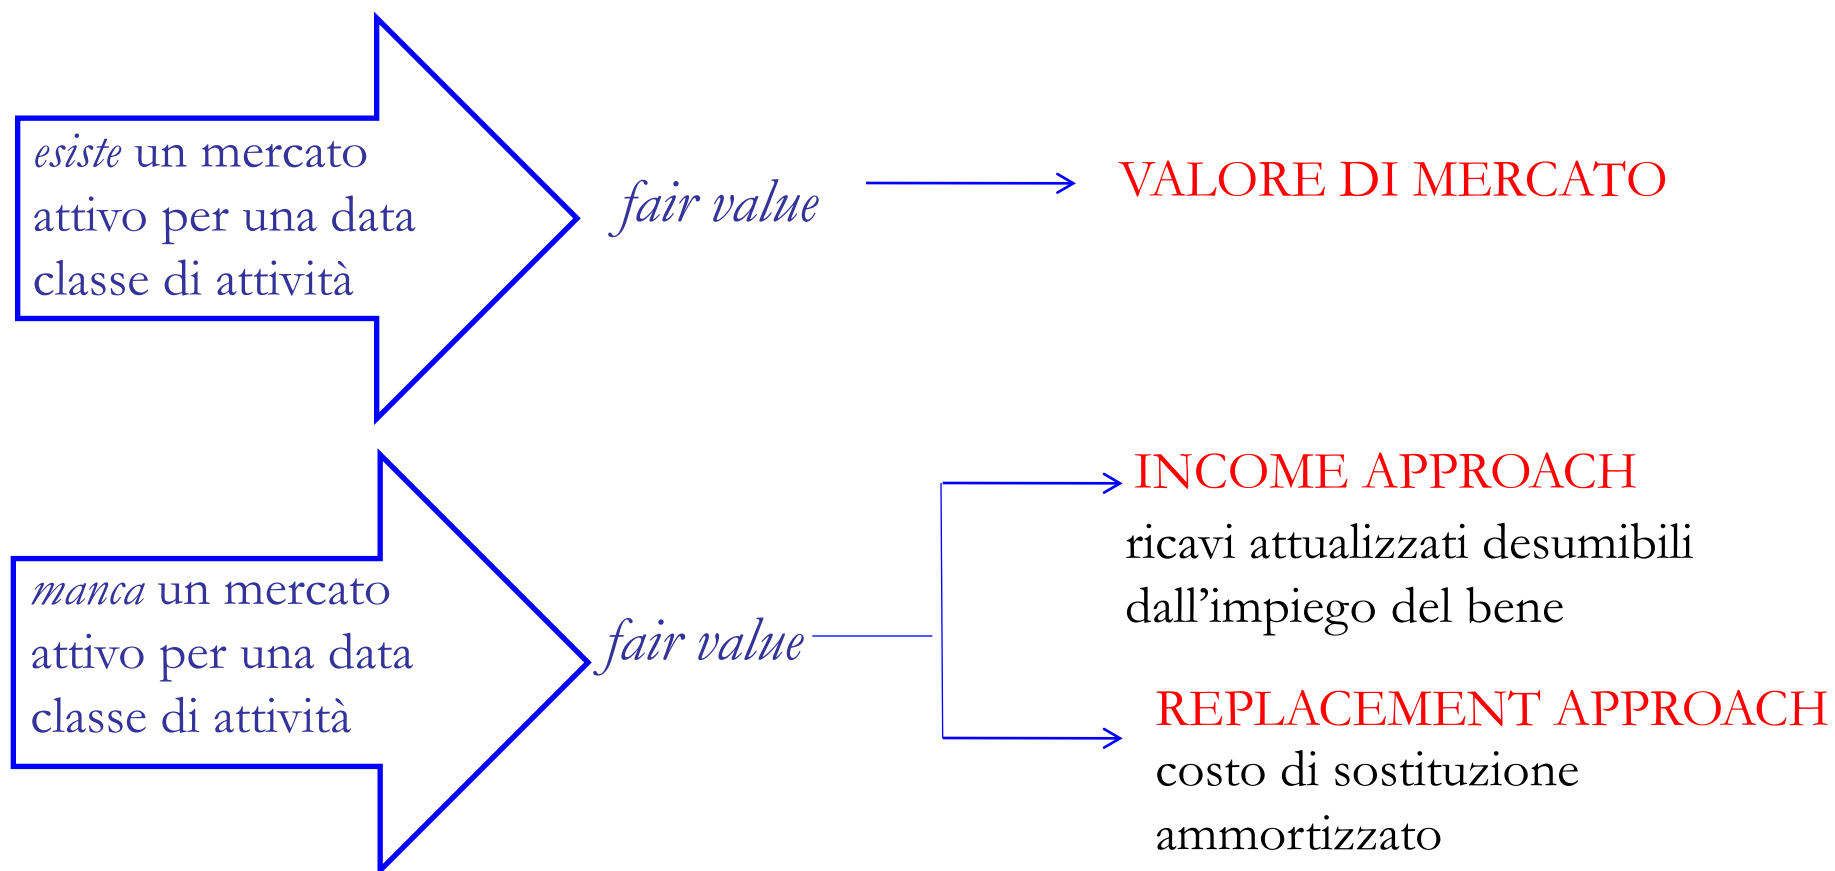 esiste un mercato
attivo per una data
classe di attività
fair value
VALORE DI MERCATO
manca un mercato
attivo per una data
classe di attività
fair value
INCOME APPROACH
ricavi attualizzati desumibili
dall’impiego del bene
REPLACEMENT APPROACH
costo di sostituzione
ammortizzato